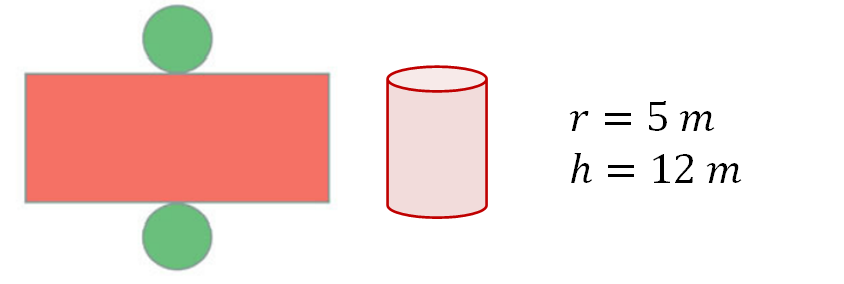 r = 5 m
h = 12 m